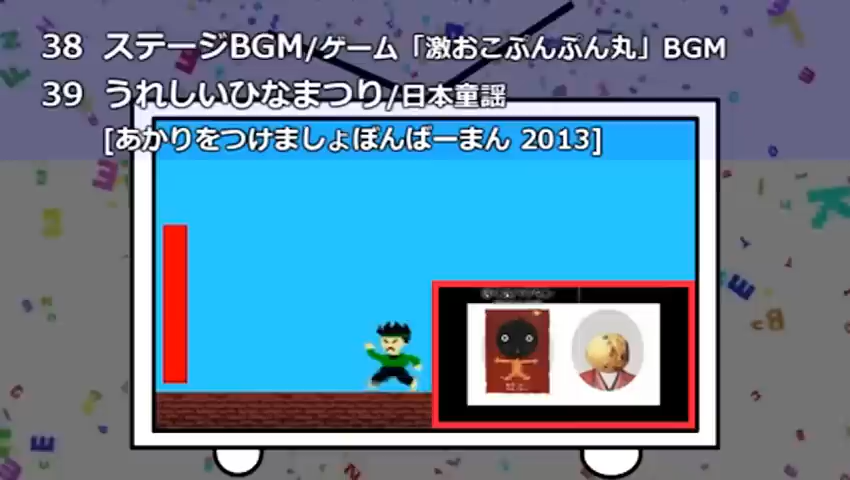 38 ステージBGM/ゲーム「激おこぷんぷん丸」BGM
39 うれしいひなまつり/日本童謡
[あかりをつけましょぼんばーまん 2013]